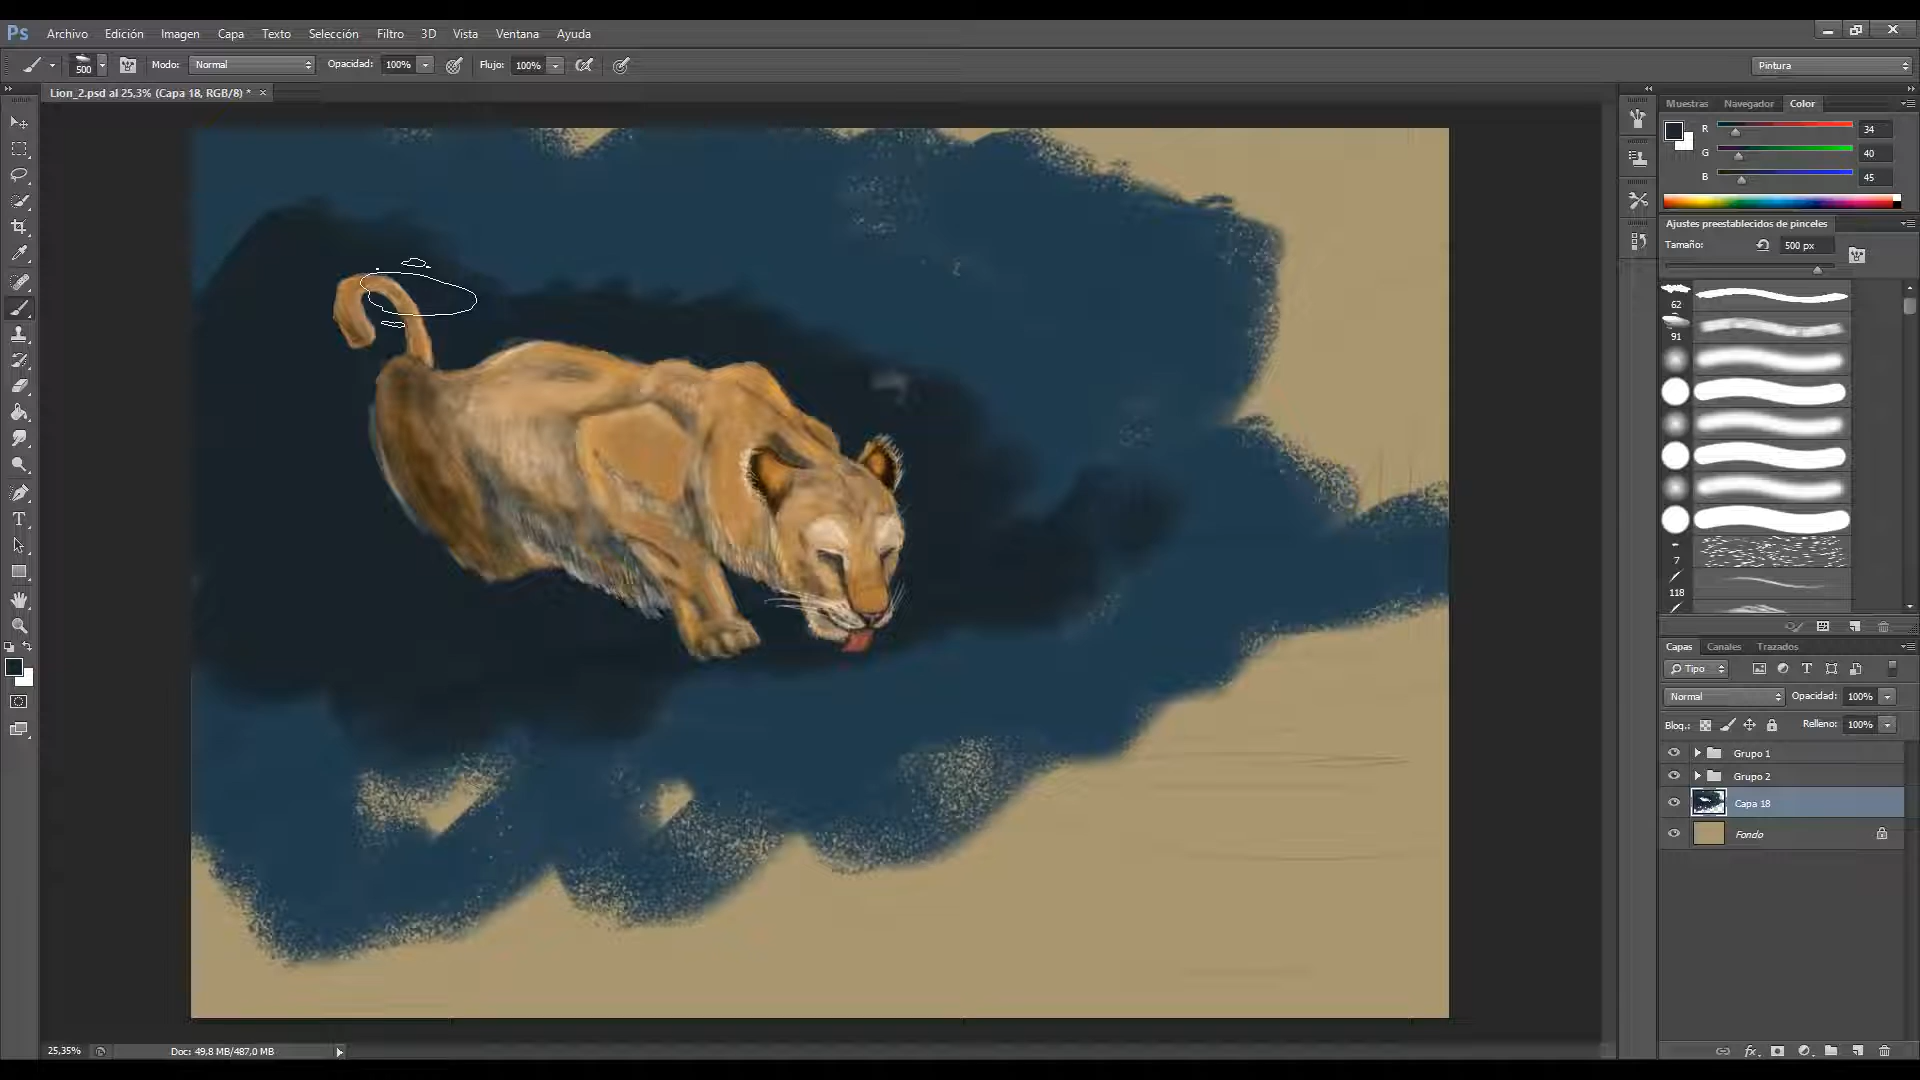 Ps Archivo Edición Imagen Capa Texto Selección Filtro 3D Vista Ventana Ayuda
500 Modo: Normal Opacidad: 100% Flujo: 100% Pintura
Lion_2.psd al 25,3% (Capa 18, RGB/8) * ×
Muestras Navegador Color
R 34
G 40
B 45
Ajustes preestablecidos de pinceles
Tamaño: 500 px
62
91
7
118
Capas Canales Trazados
Tipo
Normal Opacidad: 100%
Bloq.: Relleno: 100%
Grupo 1
Grupo 2
Capa 18
Fondo
25,35% Doc: 49,8 MB/487,0 MB